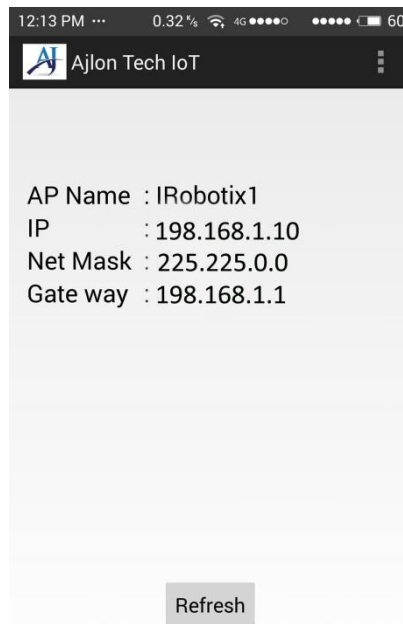 12:13 PM ... 0.32 K/s 4G 60
AJ Ajlon Tech IoT
AP Name : IRobotix1
IP : 198.168.1.10
Net Mask : 225.225.0.0
Gate way : 198.168.1.1
Refresh